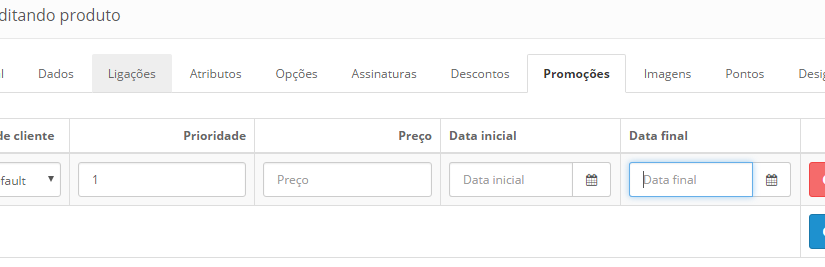 ditando produto
l Dados Ligações Atributos Opções Assinaturas Descontos Promoções Imagens Pontos Desig
de cliente Prioridade Preço Data inicial Data final
fault 1 Preço Data inicial Data final